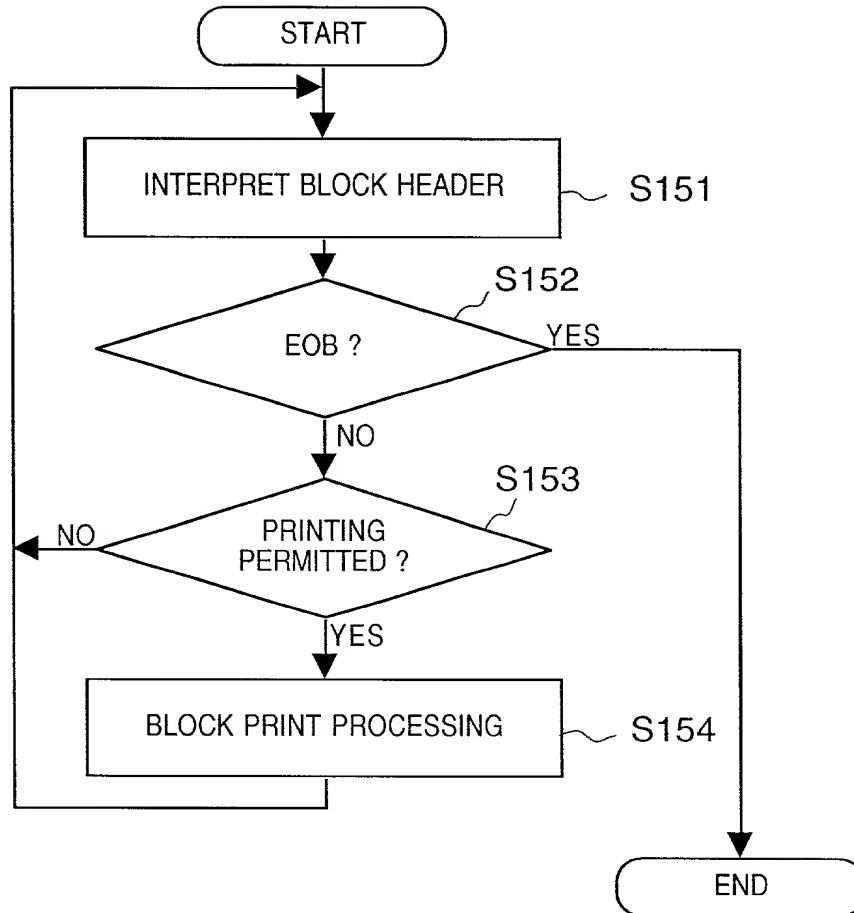 START
INTERPRET BLOCK HEADER
S151
S152
EOB ?
YES
NO
S153
PRINTING
PERMITTED ?
NO
YES
BLOCK PRINT PROCESSING
S154
END